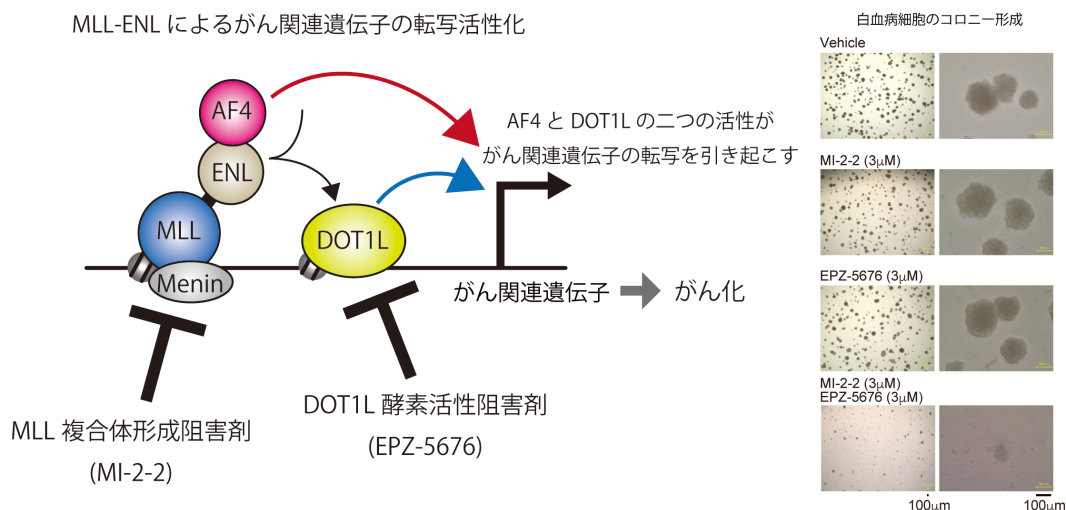 MLL-ENL によるがん関連遺伝子の転写活性化
AF4
ENL
MLL
Menin
DOT1L
AF4 と DOT1L の二つの活性が
がん関連遺伝子の転写を引き起こす
がん関連遺伝子
がん化
MLL 複合体形成阻害剤
(MI-2-2)
DOT1L 酵素活性阻害剤
(EPZ-5676)
白血病細胞のコロニー形成
Vehicle
MI-2-2 (3μM)
EPZ-5676 (3μM)
MI-2-2 (3μM)
EPZ-5676 (3μM)
100μm
100μm